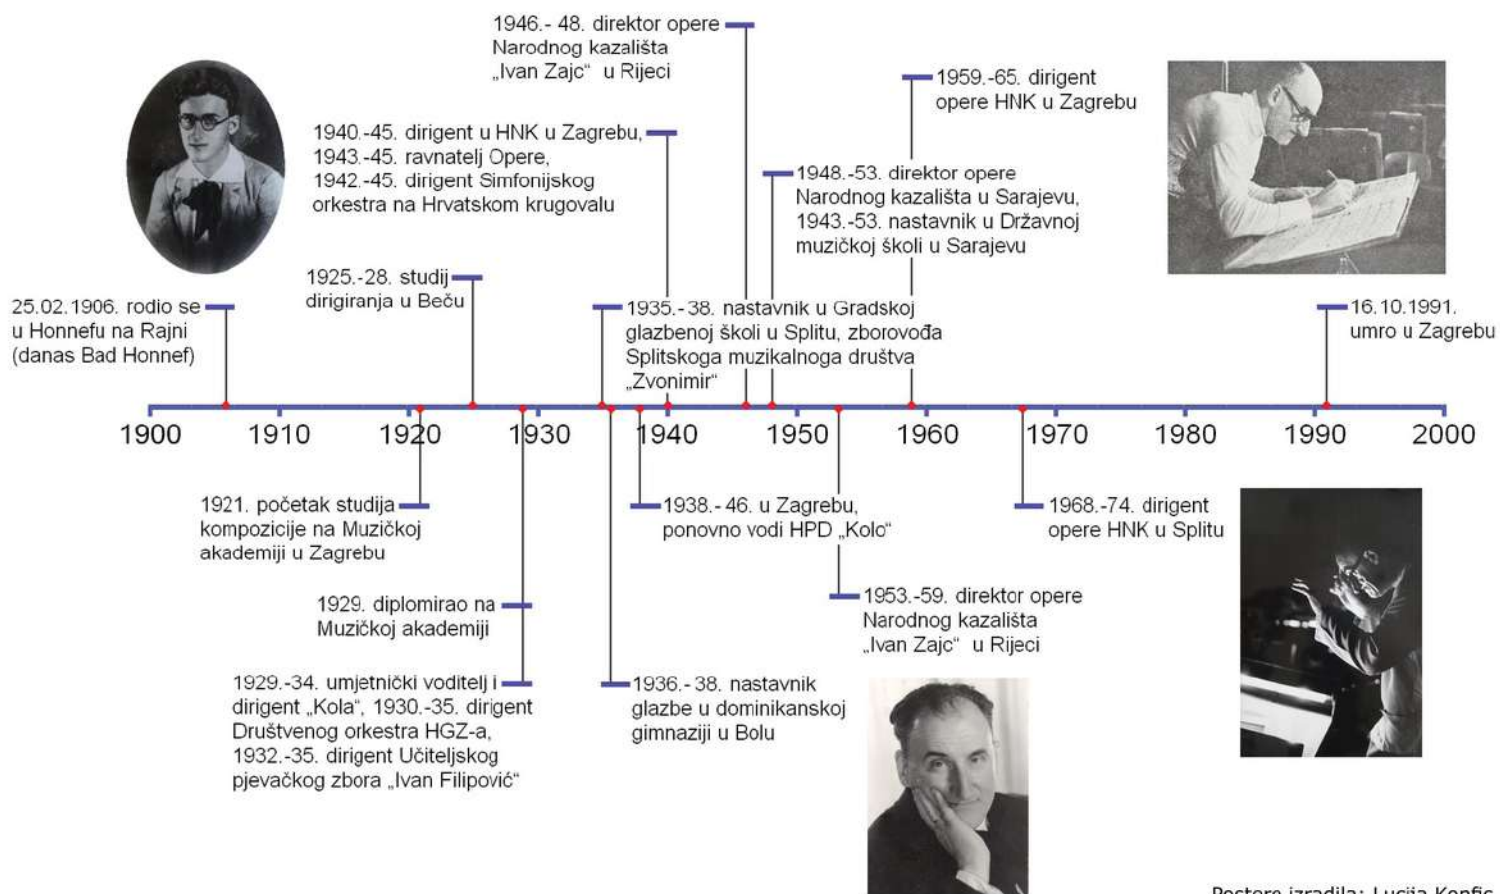 1946.- 48. direktor opere
Narodnog kazališta
„Ivan Zajc“ u Rijeci
1959.-65. dirigent
opere HNK u Zagrebu
1940.-45. dirigent u HNK u Zagrebu,
1943.-45. ravnatelj Opere,
1942.-45. dirigent Simfonijskog
orkestra na Hrvatskom krugovalu
1948.-53. direktor opere
Narodnog kazališta u Sarajevu,
1943.-53. nastavnik u Državnoj
muzičkoj školi u Sarajevu
1925.-28. studij
dirigiranja u Beču
25.02.1906. rodio se
u Honnefu na Rajni
(danas Bad Honnef)
1935.-38. nastavnik u Gradskoj
glazbenoj školi u Splitu, zborovođa
Splitskoga muzikalnoga društva
„Zvonimir“
16.10.1991.
umro u Zagrebu
1900 1910 1920 1930 1940 1950 1960 1970 1980 1990 2000
1921. početak studija
kompozicije na Muzičkoj
akademiji u Zagrebu
1938.- 46. u Zagrebu,
ponovno vodi HPD „Kolo“
1968.-74. dirigent
opere HNK u Splitu
1929. diplomirao na
Muzičkoj akademiji
1953.-59. direktor opere
Narodnog kazališta
„Ivan Zajc“ u Rijeci
1929.-34. umjetnički voditelj i
dirigent „Kola“, 1930.-35. dirigent
Društvenog orkestra HGZ-a,
1932.-35. dirigent Učiteljskog
pjevačkog zbora „Ivan Filipović“
1936.- 38. nastavnik
glazbe u dominikanskoj
gimnaziji u Bolu
Postere izradila: Lucija Konfic